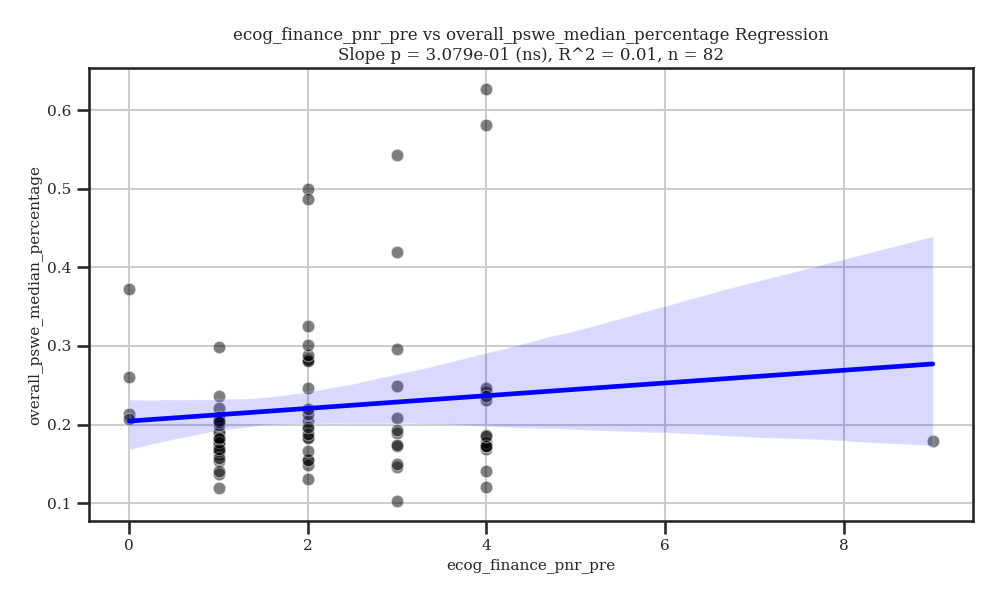 ecog_finance_pnr_pre vs overall_pswe_median_percentage Regression
Slope p = 3.079e-01 (ns), R^2 = 0.01, n = 82
overall_pswe_median_percentage
0.6
0.5
0.4
0.3
0.2
0.1
0 2 4 6 8
ecog_finance_pnr_pre